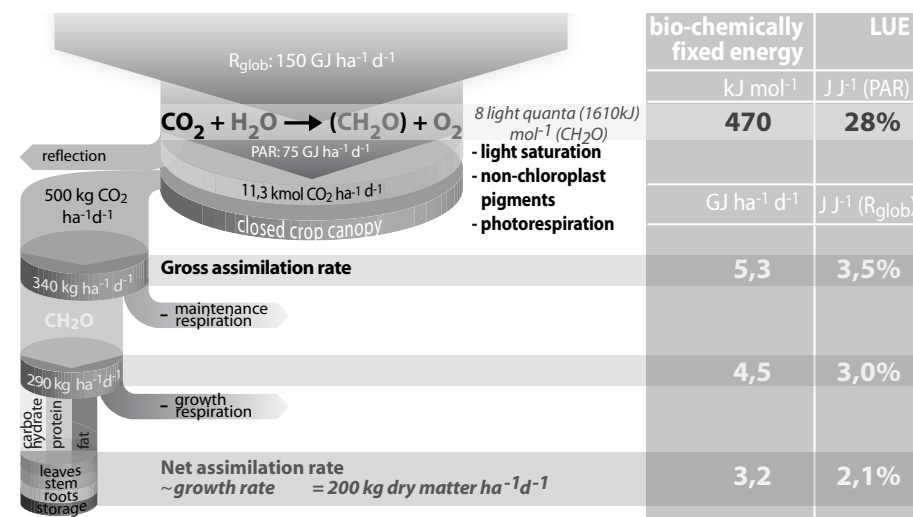 bio-chemically LUE
fixed energy
R_glob: 150 GJ ha⁻¹ d⁻¹
kJ mol⁻¹ J J⁻¹ (PAR)
CO₂ + H₂O → (CH₂O) + O₂
8 light quanta (1610kJ)
mol⁻¹ (CH₂O)
470 28%
reflection
PAR: 75 GJ ha⁻¹ d⁻¹
- light saturation
- non-chloroplast
pigments
- photorespiration
500 kg CO₂
ha⁻¹d⁻¹
11,3 kmol CO₂ ha⁻¹ d⁻¹
closed crop canopy
GJ ha⁻¹ d⁻¹ J J⁻¹ (R_glob)
Gross assimilation rate 5,3 3,5%
340 kg ha⁻¹ d⁻¹
– maintenance
respiration
CH₂O
290 kg ha⁻¹d⁻¹ 4,5 3,0%
– growth
respiration
carbo
hydrate
protein
fat
leaves
stem
roots
storage
Net assimilation rate
~growth rate = 200 kg dry matter ha⁻¹d⁻¹
3,2 2,1%